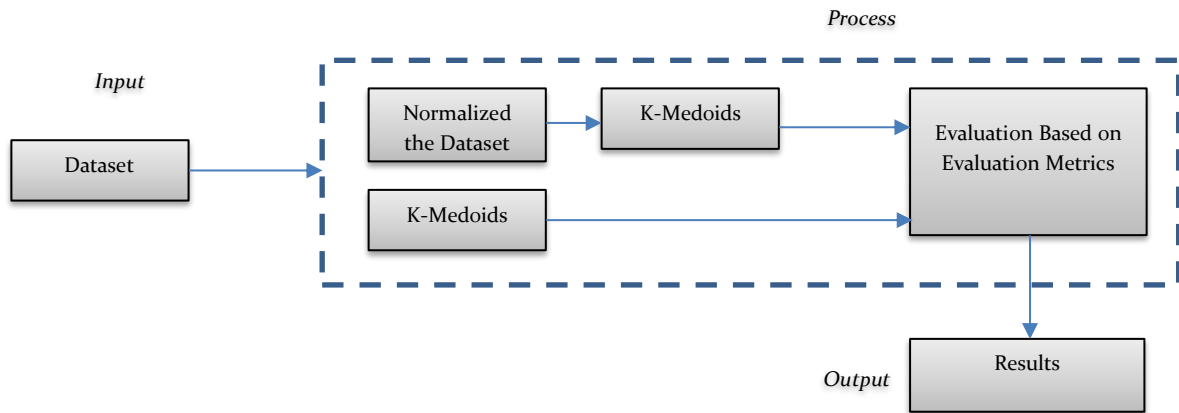 Process
Input
Normalized
the Dataset
K-Medoids
Evaluation Based on
Evaluation Metrics
Dataset
K-Medoids
Results
Output